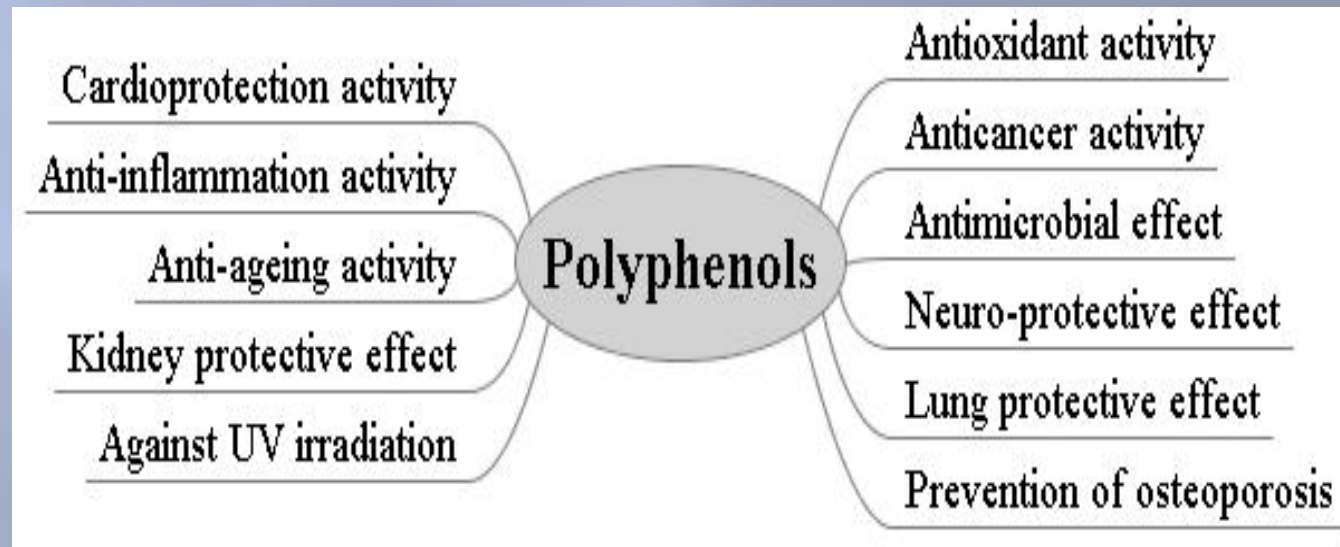 Cardioprotection activity
Anti-inflammation activity
Anti-ageing activity
Kidney protective effect
Against UV irradiation
Polyphenols
Antioxidant activity
Anticancer activity
Antimicrobial effect
Neuro-protective effect
Lung protective effect
Prevention of osteoporosis